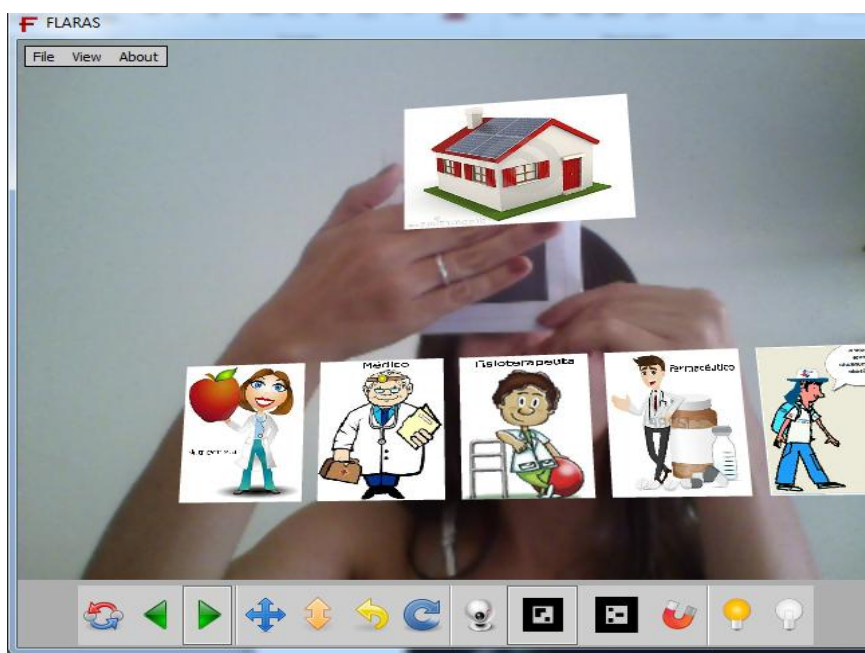 FLARAS
File View About
Médico
Fisioterapeuta
Farmacêutico